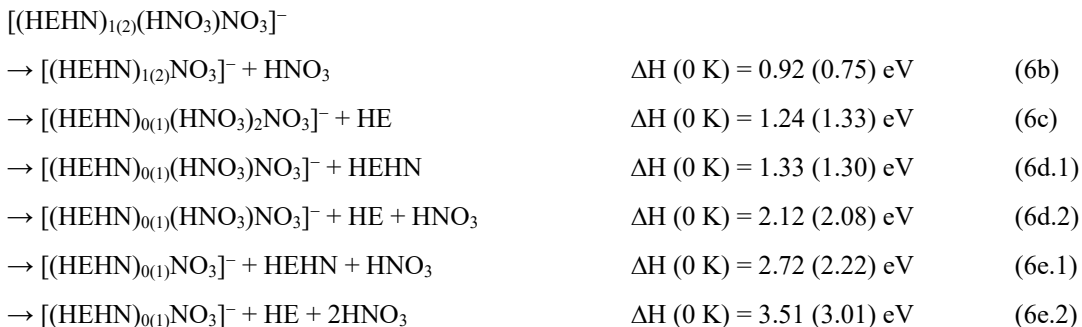 [(HEHN)₁₍₂₎(HNO₃)NO₃]⁻
→ [(HEHN)₁₍₂₎NO₃]⁻ + HNO₃ ΔH (0 K) = 0.92 (0.75) eV (6b)
→ [(HEHN)₀₍₁₎(HNO₃)₂NO₃]⁻ + HE ΔH (0 K) = 1.24 (1.33) eV (6c)
→ [(HEHN)₀₍₁₎(HNO₃)NO₃]⁻ + HEHN ΔH (0 K) = 1.33 (1.30) eV (6d.1)
→ [(HEHN)₀₍₁₎(HNO₃)NO₃]⁻ + HE + HNO₃ ΔH (0 K) = 2.12 (2.08) eV (6d.2)
→ [(HEHN)₀₍₁₎NO₃]⁻ + HEHN + HNO₃ ΔH (0 K) = 2.72 (2.22) eV (6e.1)
→ [(HEHN)₀₍₁₎NO₃]⁻ + HE + 2HNO₃ ΔH (0 K) = 3.51 (3.01) eV (6e.2)